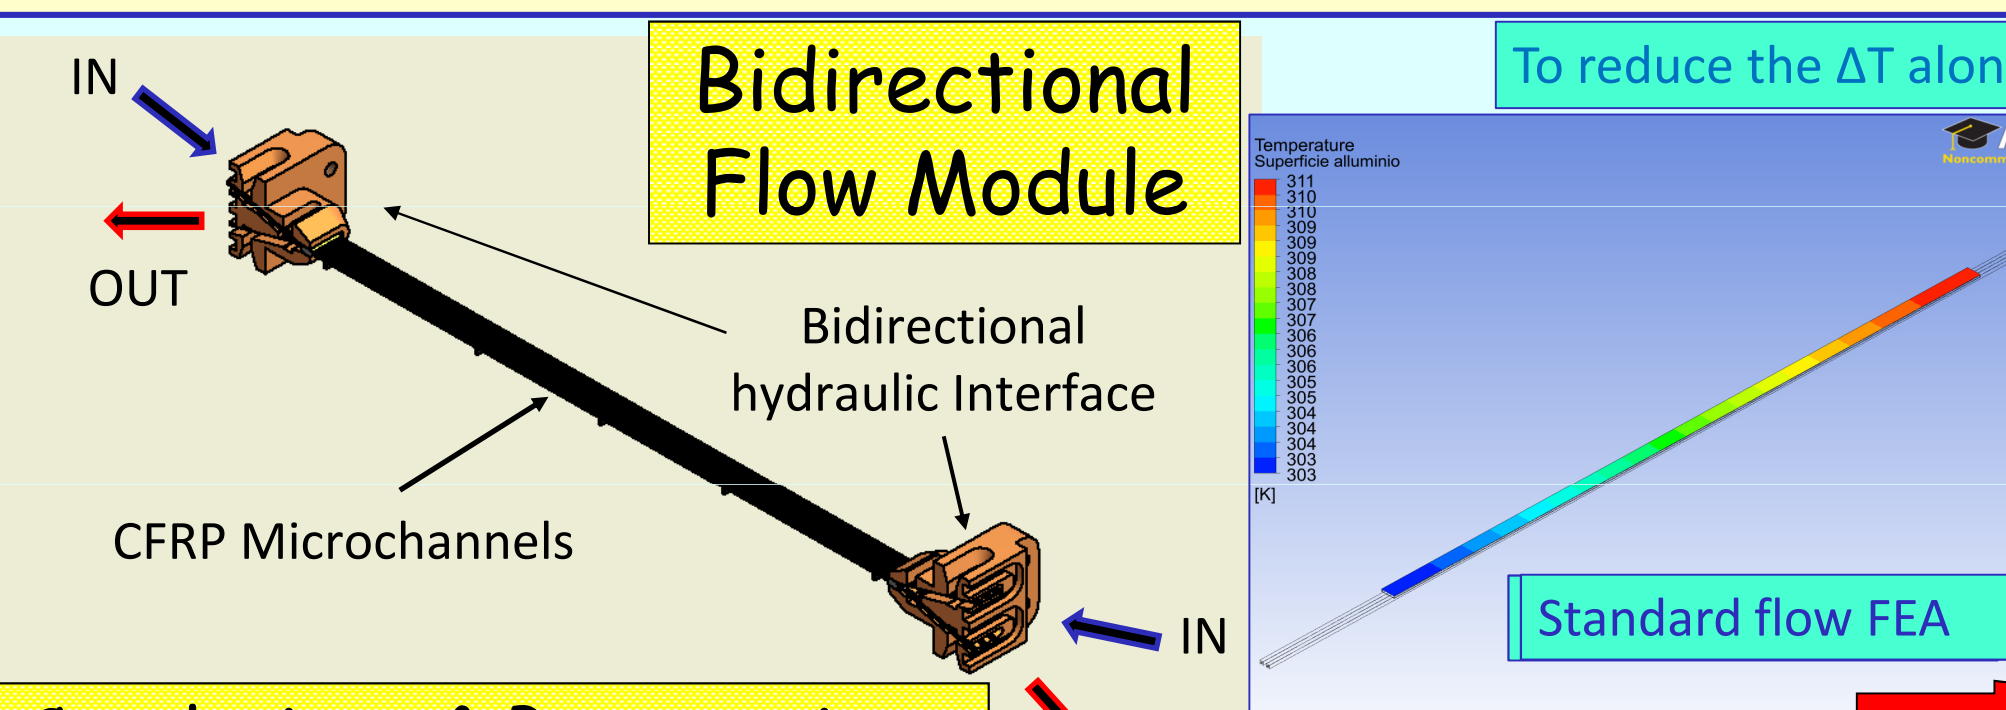 IN
OUT
Bidirectional
Flow Module
Bidirectional
hydraulic Interface
CFRP Microchannels
IN
To reduce the ΔT alon
Temperature
Superficie alluminio
311
310
310
309
309
309
308
308
307
307
306
306
306
305
304
304
304
303
303
[K]
Standard flow FEA